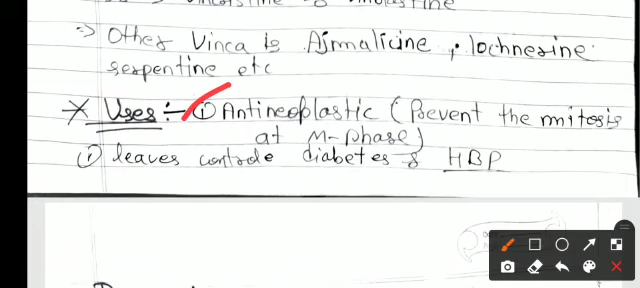 => Other Vinca is Ajmalicine, lochnerine
serpentine etc
* Uses :- ① Antineoplastic (Prevent the mitosis
at M-phase)
① leaves controle diabetes & HBP